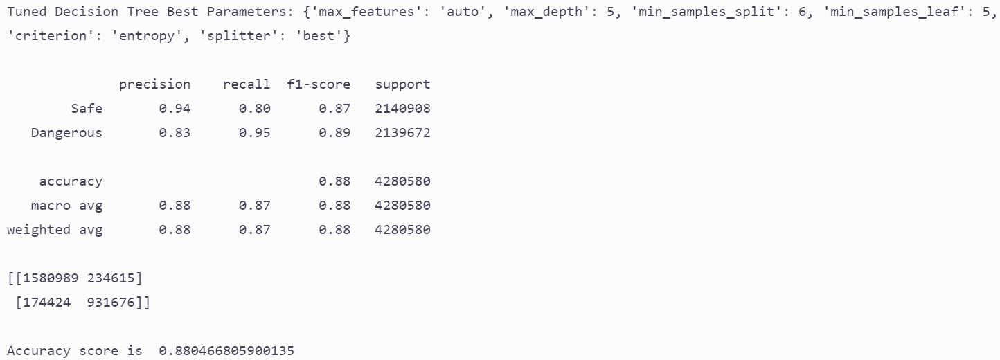 Tuned Decision Tree Best Parameters: {'max_features': 'auto', 'max_depth': 5, 'min_samples_split': 6, 'min_samples_leaf': 5,
'criterion': 'entropy', 'splitter': 'best'}
precision recall f1-score support
Safe 0.94 0.80 0.87 2140908
Dangerous 0.83 0.95 0.89 2139672
accuracy 0.88 4280580
macro avg 0.88 0.87 0.88 4280580
weighted avg 0.88 0.87 0.88 4280580
[[1580989 234615]
[174424 931676]]
Accuracy score is 0.880466805900135